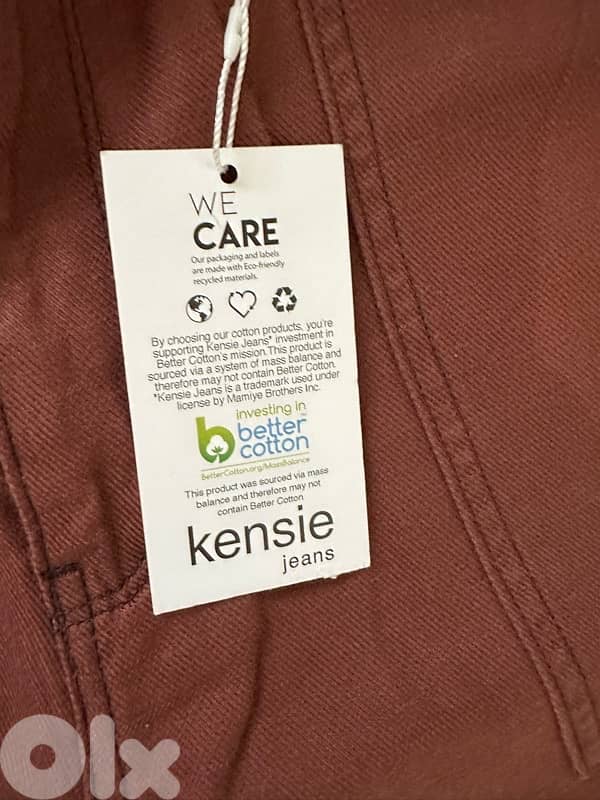 WE
CARE
Our packaging and labels
are made with Eco-friendly
recycled materials.
By choosing our cotton products, you're
supporting Kensie Jeans* investment in
Better Cotton's mission. This product is
sourced via a system of mass balance and
therefore may not contain Better Cotton.
*Kensie Jeans is a trademark used under
license by Mamiye Brothers Inc.
investing in
better
cotton™
BetterCotton.org/MassBalance
This product was sourced via mass
balance and therefore may not
contain Better Cotton
kensie
jeans
Olx